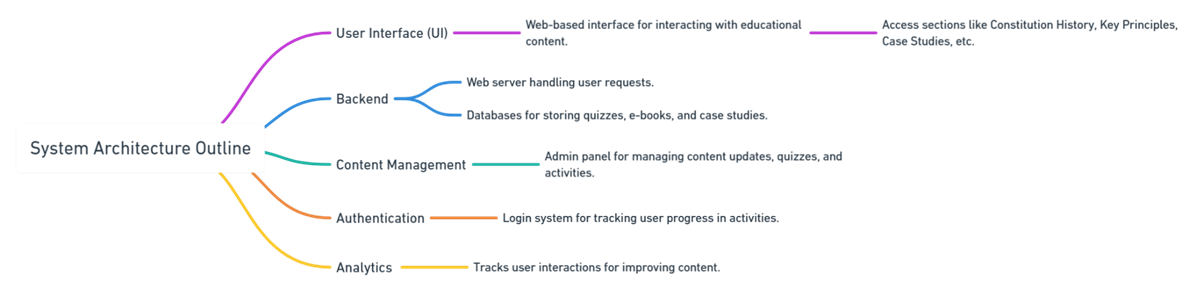 System Architecture Outline
User Interface (UI)
Web-based interface for interacting with educational
content.
Access sections like Constitution History, Key Principles,
Case Studies, etc.
Backend
Web server handling user requests.
Databases for storing quizzes, e-books, and case studies.
Content Management
Admin panel for managing content updates, quizzes, and
activities.
Authentication
Login system for tracking user progress in activities.
Analytics
Tracks user interactions for improving content.